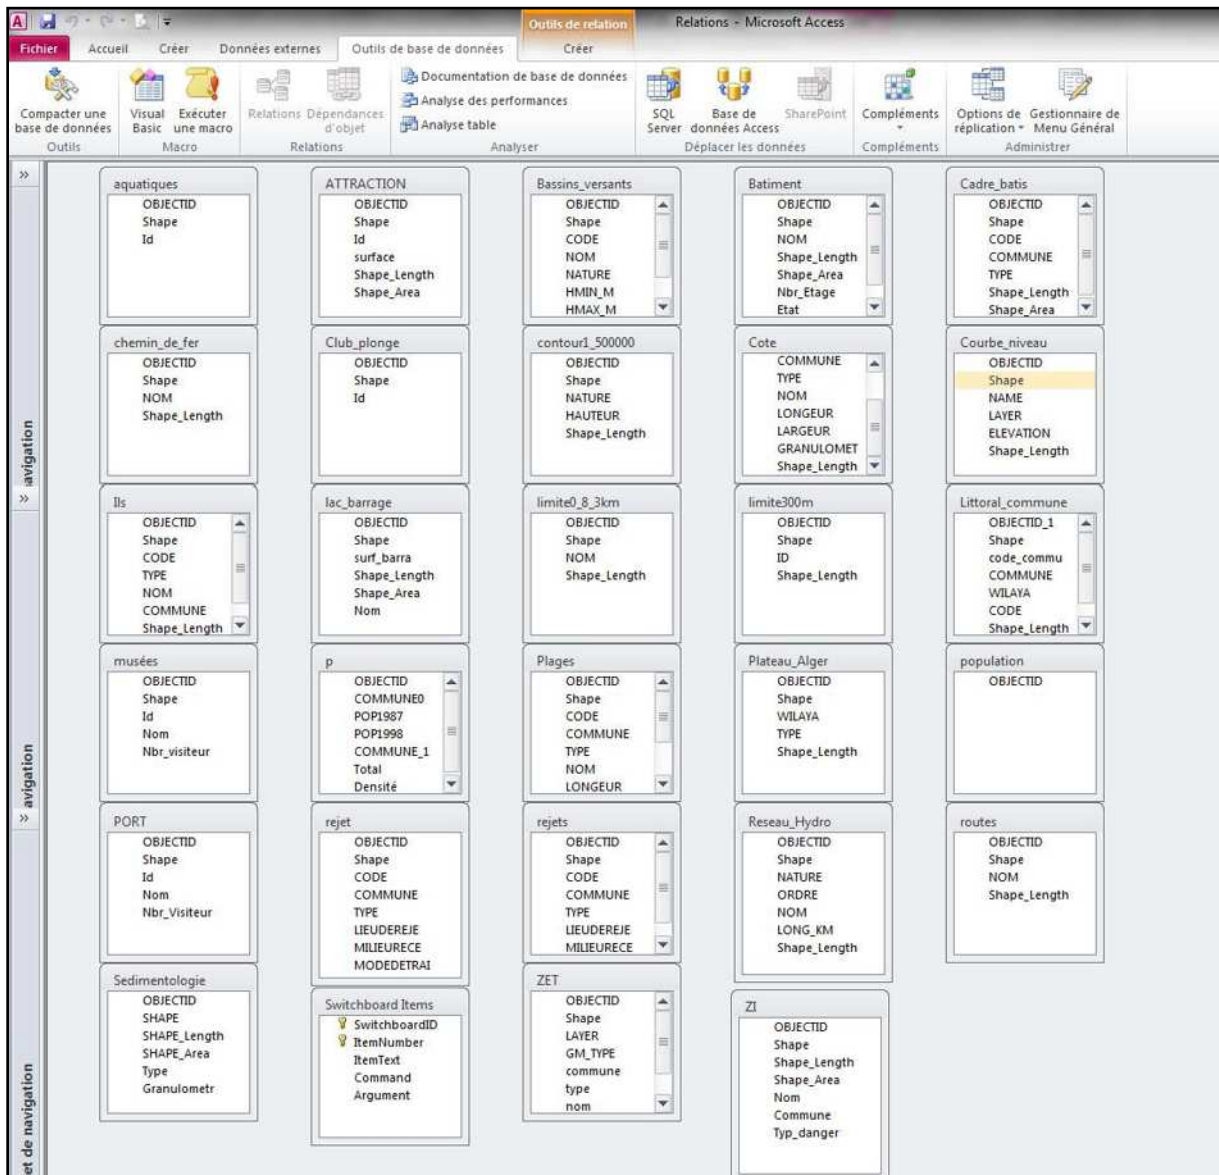 Outils de relation
Relations - Microsoft Access
Fichier
Accueil
Créer
Données externes
Outils de base de données
Créer
Compacter une base de données
Visual Basic
Exécuter une macro
Relations
Dépendances d'objet
Documentation de base de données
Analyse des performances
Analyse table
SQL Server
Base de données Access
SharePoint
Compléments
Options de réplication
Gestionnaire de Menu Général
Outils
Macro
Relations
Analyser
Déplacer les données
Compléments
Administrer
»
avigation
»
avigation
»
et de navigation
aquatiques
OBJECTID
Shape
Id
ATTRACTION
OBJECTID
Shape
Id
surface
Shape_Length
Shape_Area
Bassins_versants
OBJECTID
Shape
CODE
NOM
NATURE
HMIN_M
HMAX_M
Batiment
OBJECTID
Shape
NOM
Shape_Length
Shape_Area
Nbr_Etage
Etat
Cadre_batis
OBJECTID
Shape
CODE
COMMUNE
TYPE
Shape_Length
Shape_Area
chemin_de_fer
OBJECTID
Shape
NOM
Shape_Length
Club_plonge
OBJECTID
Shape
Id
contour1_500000
OBJECTID
Shape
NATURE
HAUTEUR
Shape_Length
Cote
COMMUNE
TYPE
NOM
LONGEUR
LARGEUR
GRANULOMET
Shape_Length
Courbe_niveau
OBJECTID
Shape
NAME
LAYER
ELEVATION
Shape_Length
Ils
OBJECTID
Shape
CODE
TYPE
NOM
COMMUNE
Shape_Length
lac_barrage
OBJECTID
Shape
surf_barra
Shape_Length
Shape_Area
Nom
limite0_8_3km
OBJECTID
Shape
NOM
Shape_Length
limite300m
OBJECTID
Shape
ID
Shape_Length
Littoral_commune
OBJECTID_1
Shape
code_commu
COMMUNE
WILAYA
CODE
Shape_Length
musées
OBJECTID
Shape
Id
Nom
Nbr_visiteur
p
OBJECTID
COMMUNE0
POP1987
POP1998
COMMUNE_1
Total
Densité
Plages
OBJECTID
Shape
CODE
COMMUNE
TYPE
NOM
LONGEUR
Plateau_Alger
OBJECTID
Shape
WILAYA
TYPE
Shape_Length
population
OBJECTID
PORT
OBJECTID
Shape
Id
Nom
Nbr_Visiteur
rejet
OBJECTID
Shape
CODE
COMMUNE
TYPE
LIEUDEREJE
MILIEURECE
MODEDETRAI
rejets
OBJECTID
Shape
CODE
COMMUNE
TYPE
LIEUDEREJE
MILIEURECE
Reseau_Hydro
OBJECTID
Shape
NATURE
ORDRE
NOM
LONG_KM
Shape_Length
routes
OBJECTID
Shape
NOM
Shape_Length
Sedimentologie
OBJECTID
SHAPE
SHAPE_Length
SHAPE_Area
Type
Granulometr
Switchboard Items
SwitchboardID
ItemNumber
ItemText
Command
Argument
ZET
OBJECTID
Shape
LAYER
GM_TYPE
commune
type
nom
ZI
OBJECTID
Shape
Shape_Length
Shape_Area
Nom
Commune
Typ_danger